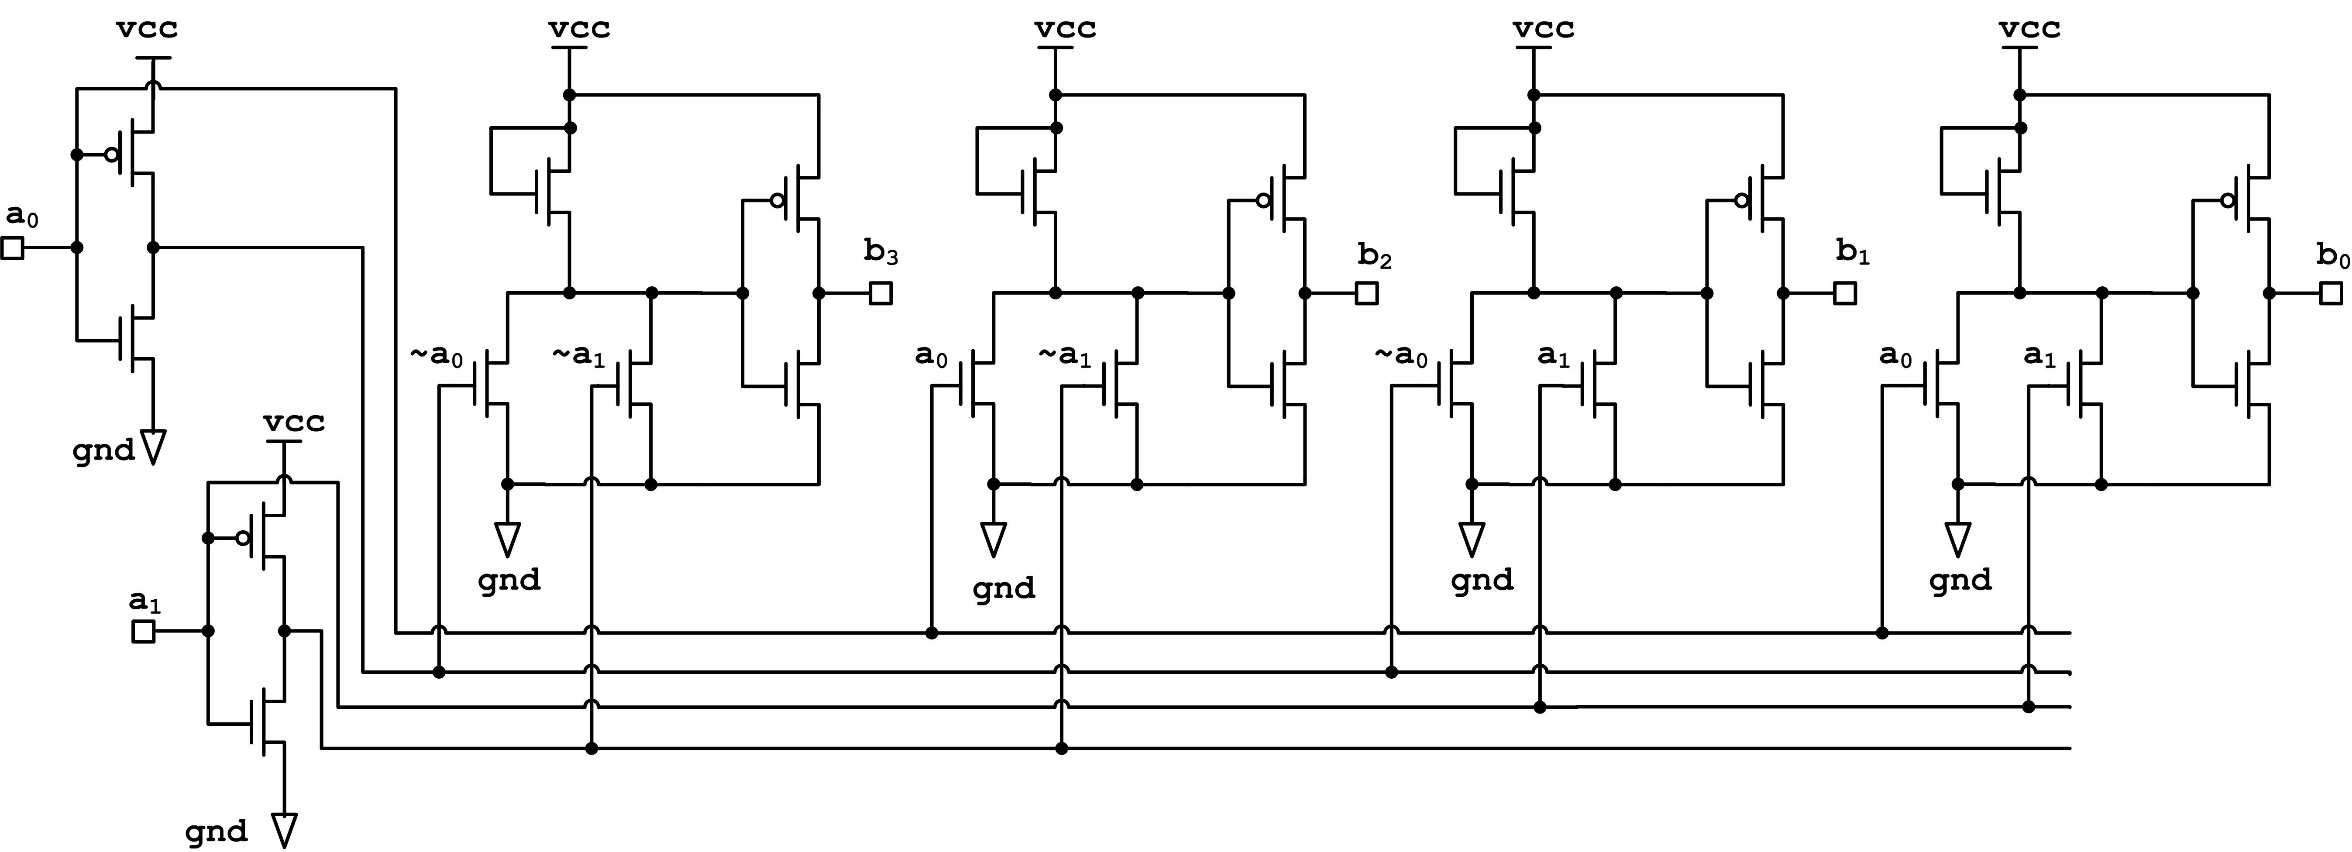 vcc
vcc
vcc
vcc
vcc
a₀
b₃
b₂
b₁
b₀
~a₀
~a₁
a₀
~a₁
~a₀
a₁
a₀
a₁
gnd
vcc
gnd
gnd
gnd
gnd
a₁
gnd